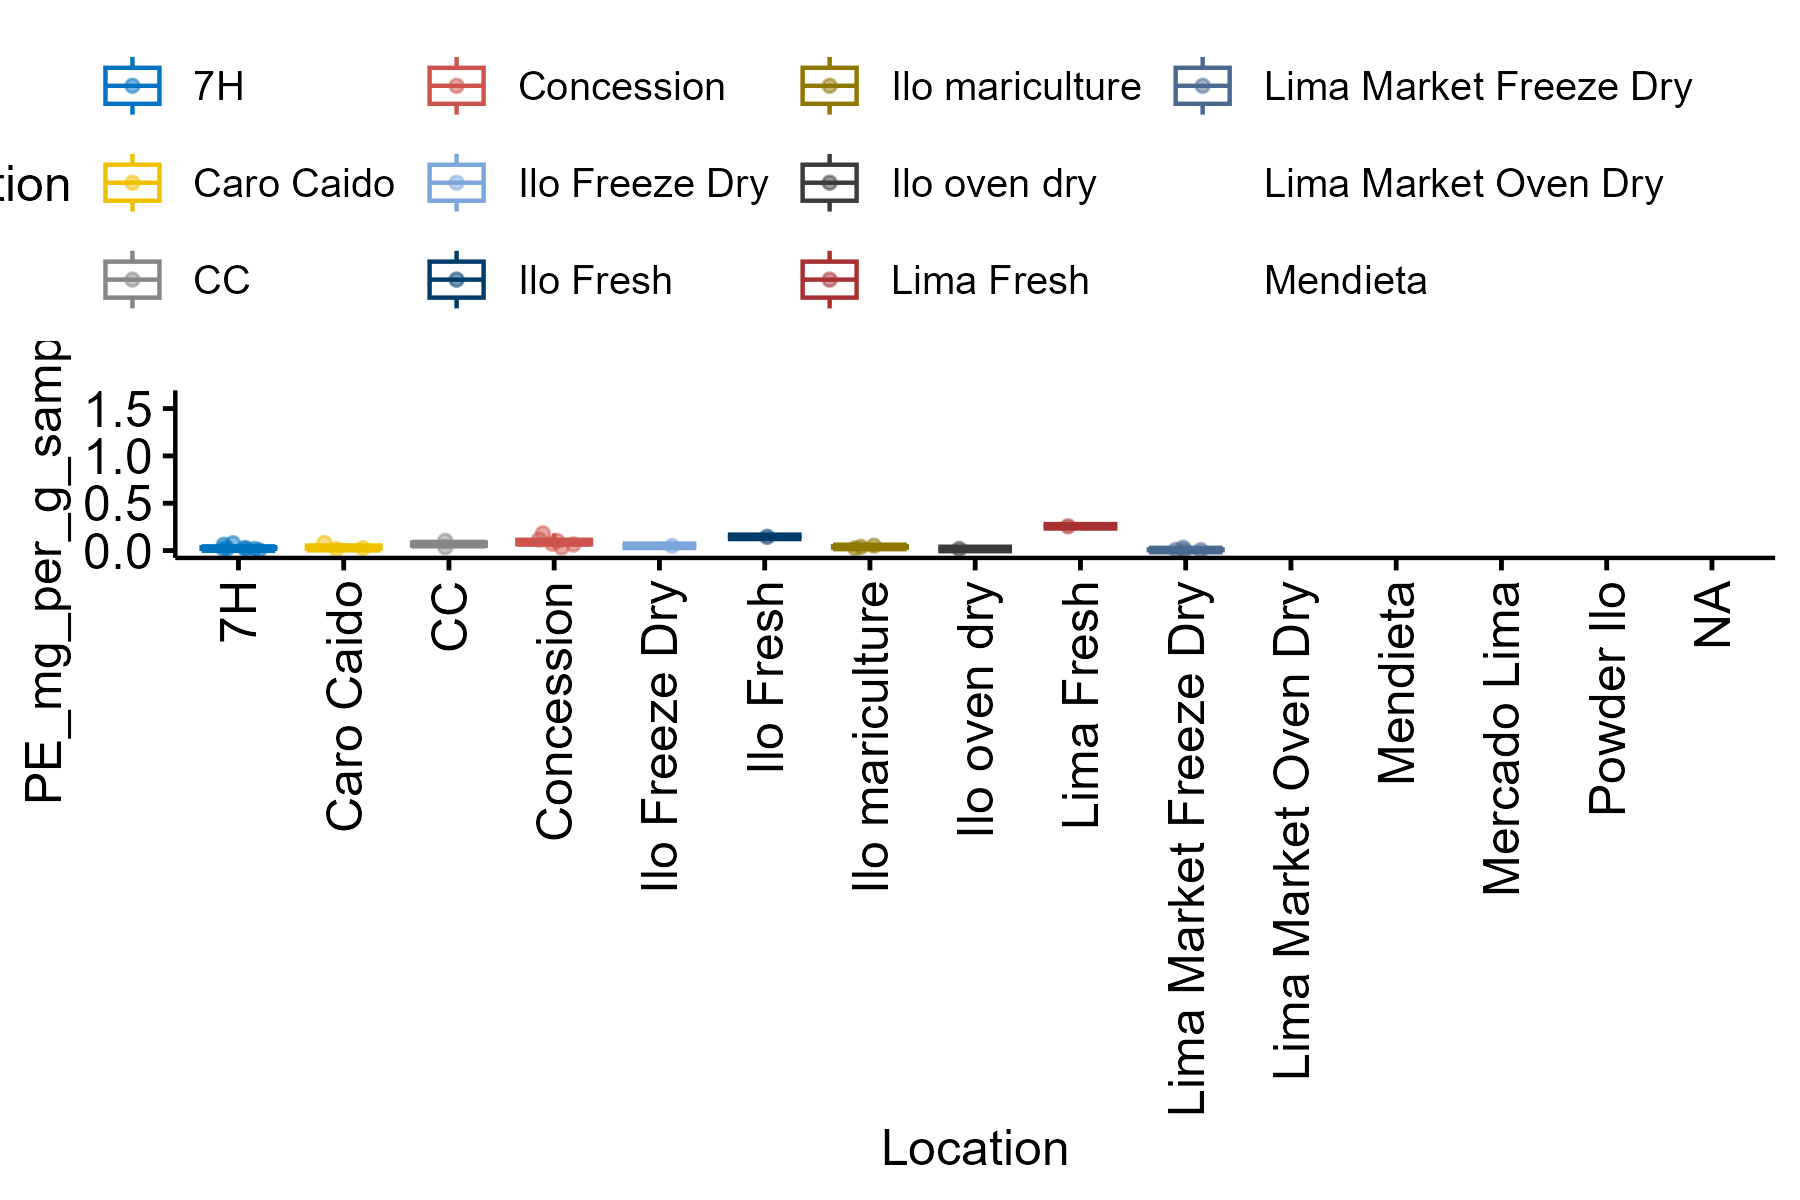 7H Concession Ilo mariculture Lima Market Freeze Dry
tion Caro Caido Ilo Freeze Dry Ilo oven dry Lima Market Oven Dry
CC Ilo Fresh Lima Fresh Mendieta
PE_mg_per_g_samp
1.5
1.0
0.5
0.0
7H
Caro Caido
CC
Concession
Ilo Freeze Dry
Ilo Fresh
Ilo mariculture
Ilo oven dry
Lima Fresh
Lima Market Freeze Dry
Lima Market Oven Dry
Mendieta
Mercado Lima
Powder Ilo
NA
Location